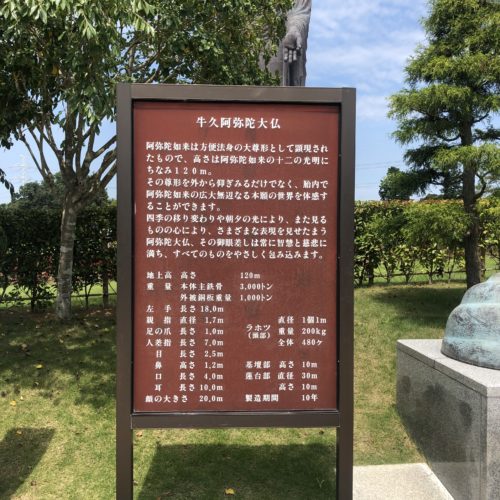 牛久阿弥陀大仏
阿弥陀如来は方便法身の大尊形として顕現され
たもので、高さは阿弥陀如来の十二の光明に
ちなみ120m。
その尊形を外から仰ぎみるだけでなく、胎内で
阿弥陀如来の広大無辺なる本願の世界を体感す
ることができます。
四季の移り変わりや朝夕の光により、また見る
ものの心により、さまざまな表現を見せたまう
阿弥陀大仏、その御眼差しは常に智慧と慈悲に
満ち、すべてのものをやさしく包み込みます。
地上高 高さ 120m
重量 本体主鉄骨 3,000トン
外被銅板重量 1,000トン
左手 長さ 18,0m
親指 直径 1,7m
足の爪 長さ 1,0m
人差指 長さ 7,0m
目 長さ 2,5m
鼻 高さ 1,2m
口 長さ 4,0m
耳 長さ 10,0m
顔の大きさ 20,0m
ラホツ(頭部) 直径 1個1m
重量 200kg
全体 480ケ
基壇部 高さ 10m
蓮台部 直径 30m
高さ 10m
製造期間 10年